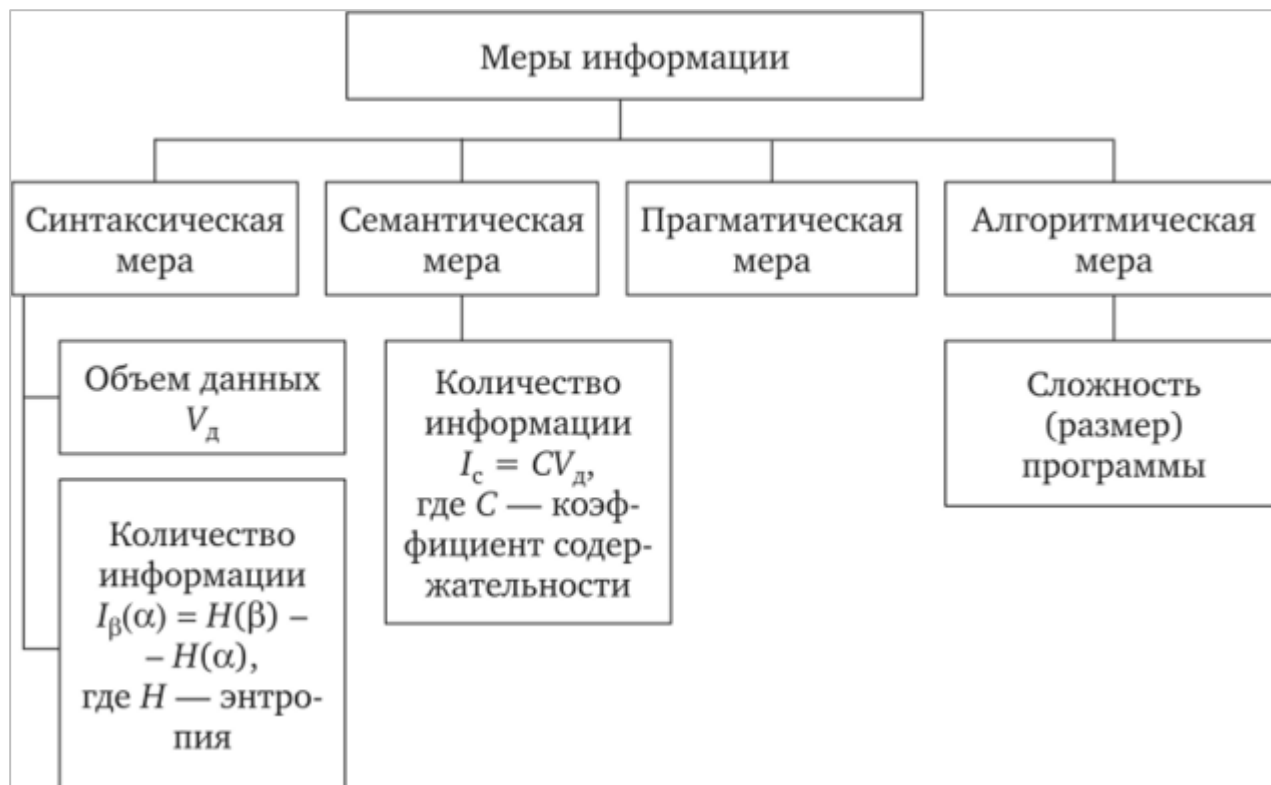 Меры информации
Синтаксическая
мера
Семантическая
мера
Прагматическая
мера
Алгоритмическая
мера
Объем данных
Vд
Количество
информации
Iβ(α) = H(β) –
– H(α),
где H — энтро-
пия
Количество
информации
Iс = CVд,
где C — коэф-
фициент содер-
жательности
Сложность
(размер)
программы